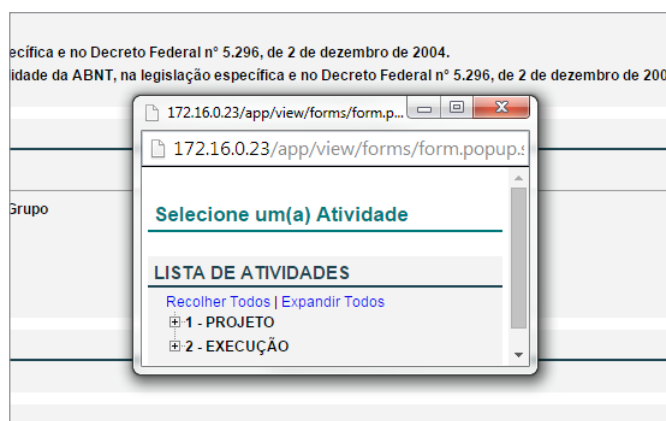 ecífica e no Decreto Federal n° 5.296, de 2 de dezembro de 2004.
idade da ABNT, na legislação específica e no Decreto Federal n° 5.296, de 2 de dezembro de 200
172.16.0.23/app/view/forms/form.p...
172.16.0.23/app/view/forms/form.popup.s
Grupo
Selecione um(a) Atividade
LISTA DE ATIVIDADES
Recolher Todos | Expandir Todos
1 - PROJETO
2 - EXECUÇÃO